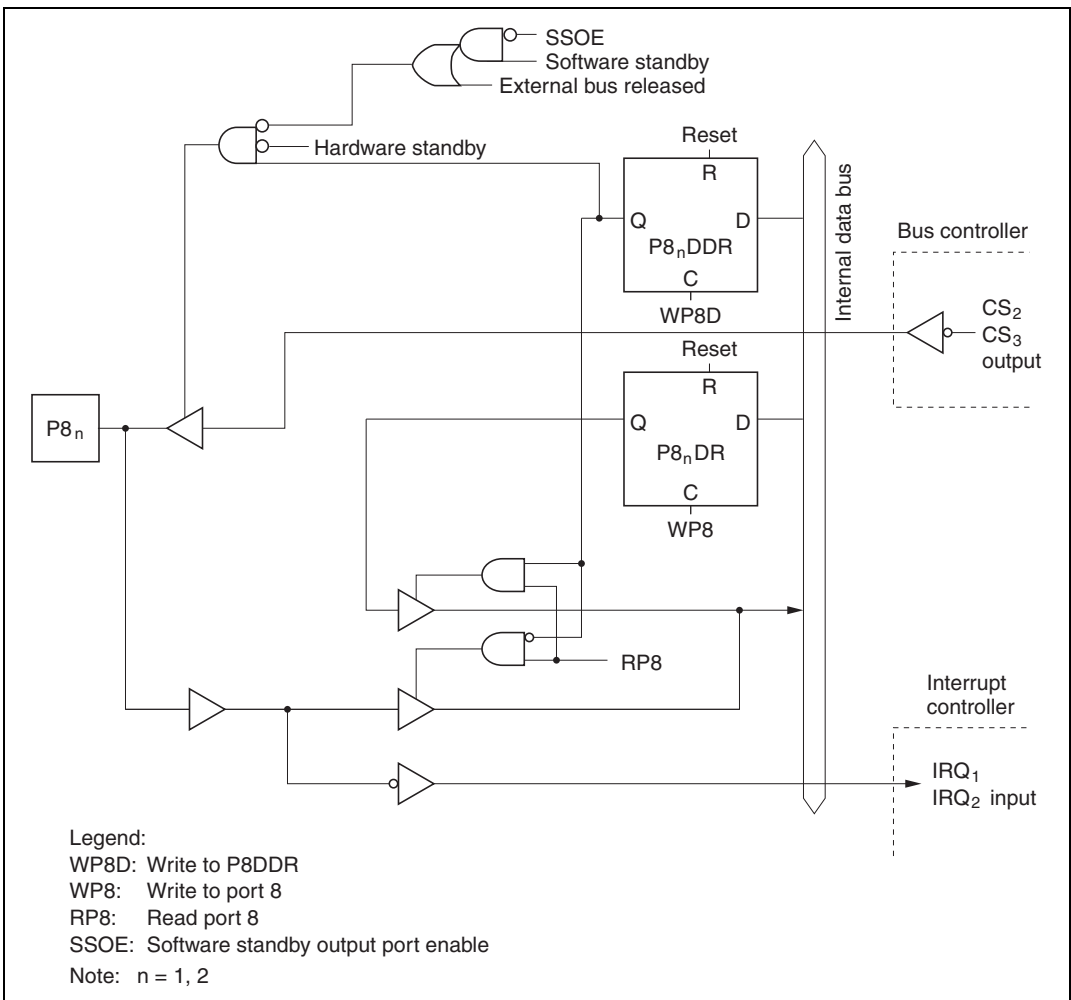 SSOE
Software standby
External bus released
Hardware standby
Reset
R
Q
D
P8nDDR
C
WP8D
Internal data bus
Bus controller
CS2
CS3
output
Reset
R
Q
D
P8nDR
C
WP8
P8n
RP8
Interrupt
controller
IRQ1
IRQ2 input
Legend:
WP8D: Write to P8DDR
WP8: Write to port 8
RP8: Read port 8
SSOE: Software standby output port enable
Note: n = 1, 2